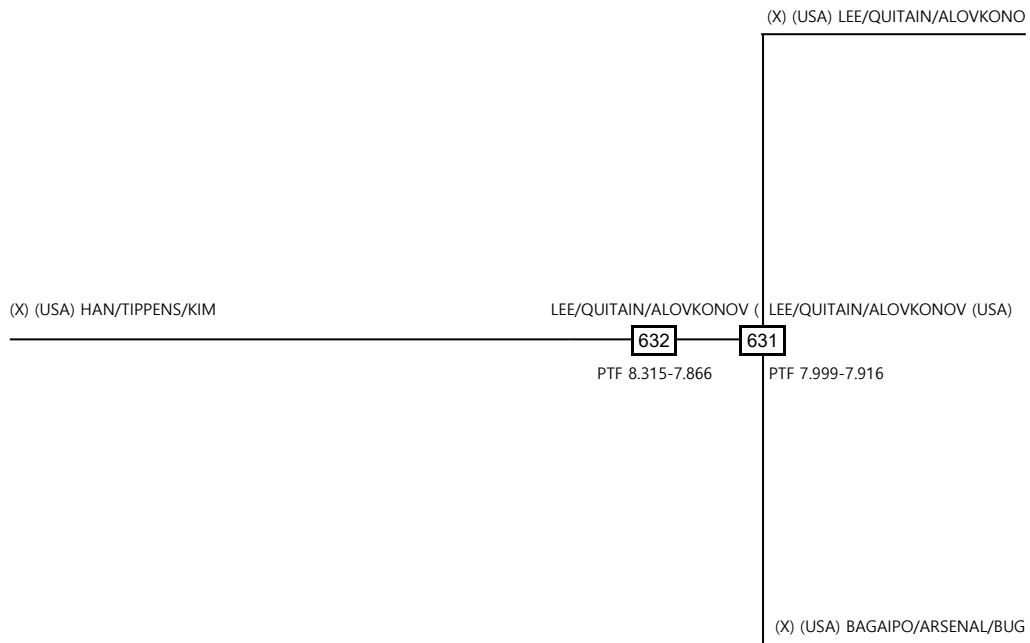 (X) (USA) LEE/QUITAIN/ALOVKONO
(X) (USA) HAN/TIPPENS/KIM
LEE/QUITAIN/ALOVKONOV (
LEE/QUITAIN/ALOVKONOV (USA)
632
631
PTF 8.315-7.866
PTF 7.999-7.916
(X) (USA) BAGAIPO/ARSENAL/BUG